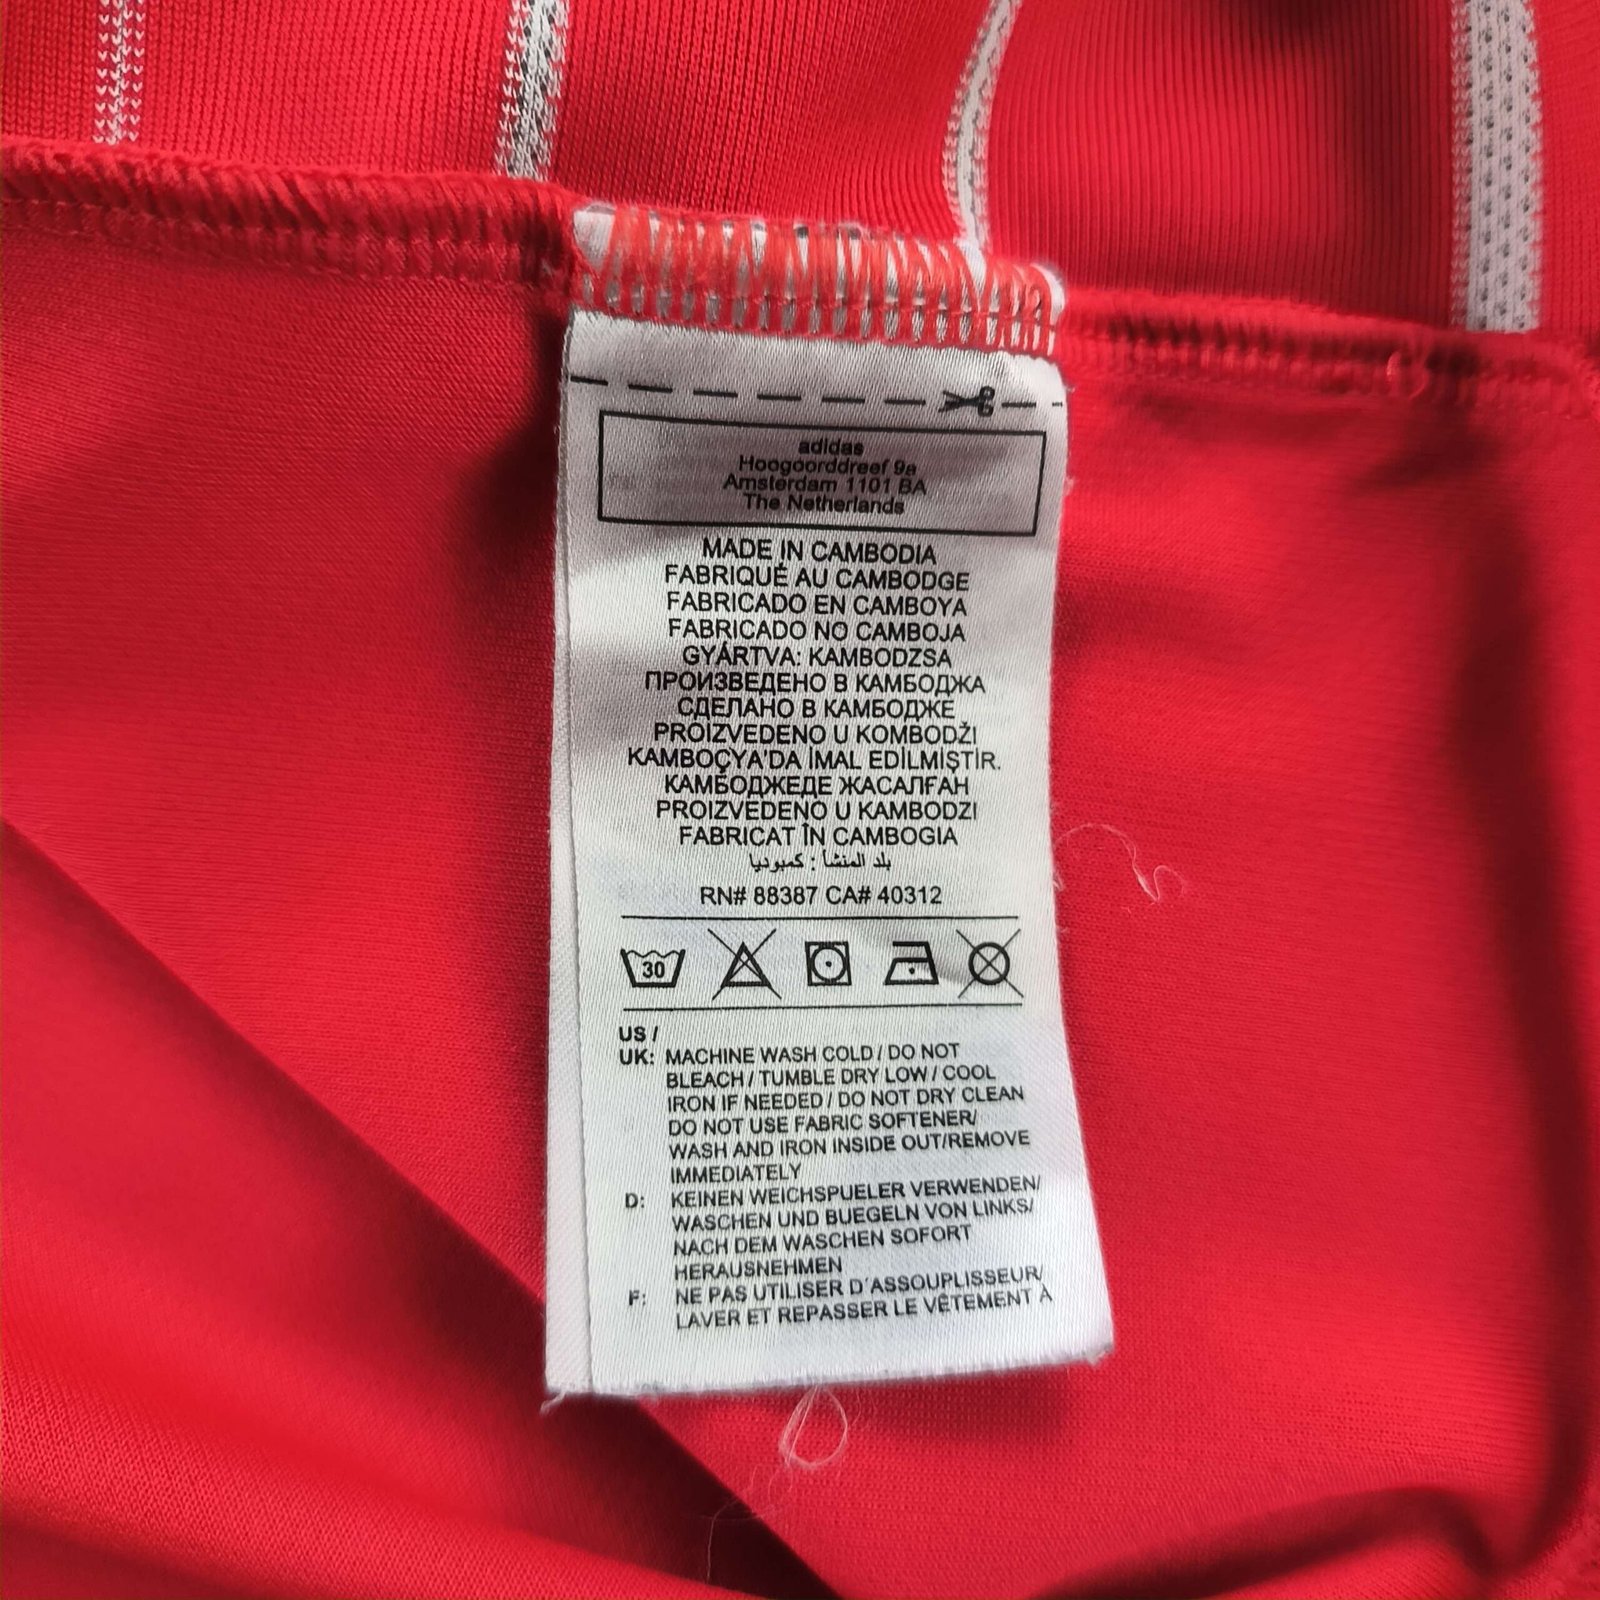 adidas
Hoogoorddreef 9a
Amsterdam 1101 BA
The Netherlands
MADE IN CAMBODIA
FABRIQUÉ AU CAMBODGE
FABRICADO EN CAMBOYA
FABRICADO NO CAMBOJA
GYÁRTVA: KAMBODZSA
ПРОИЗВЕДЕНО В КАМБОДЖА
СДЕЛАНО В КАМБОДЖЕ
PROIZVEDENO U KOMBODŽI
KAMBOÇYA'DA İMAL EDİLMİŞTİR.
КАМБОДЖЕДЕ ЖАСАЛҒАН
PROIZVEDENO U KAMBODZI
FABRICAT ÎN CAMBOGIA
بلد المنشأ : كمبوديا
RN# 88387 CA# 40312
30
US /
UK: MACHINE WASH COLD / DO NOT
BLEACH / TUMBLE DRY LOW / COOL
IRON IF NEEDED / DO NOT DRY CLEAN
DO NOT USE FABRIC SOFTENER/
WASH AND IRON INSIDE OUT/REMOVE
IMMEDIATELY
D: KEINEN WEICHSPUELER VERWENDEN/
WASCHEN UND BUEGELN VON LINKS/
NACH DEM WASCHEN SOFORT
HERAUSNEHMEN
F: NE PAS UTILISER D´ASSOUPLISSEUR/
LAVER ET REPASSER LE VÊTEMENT À